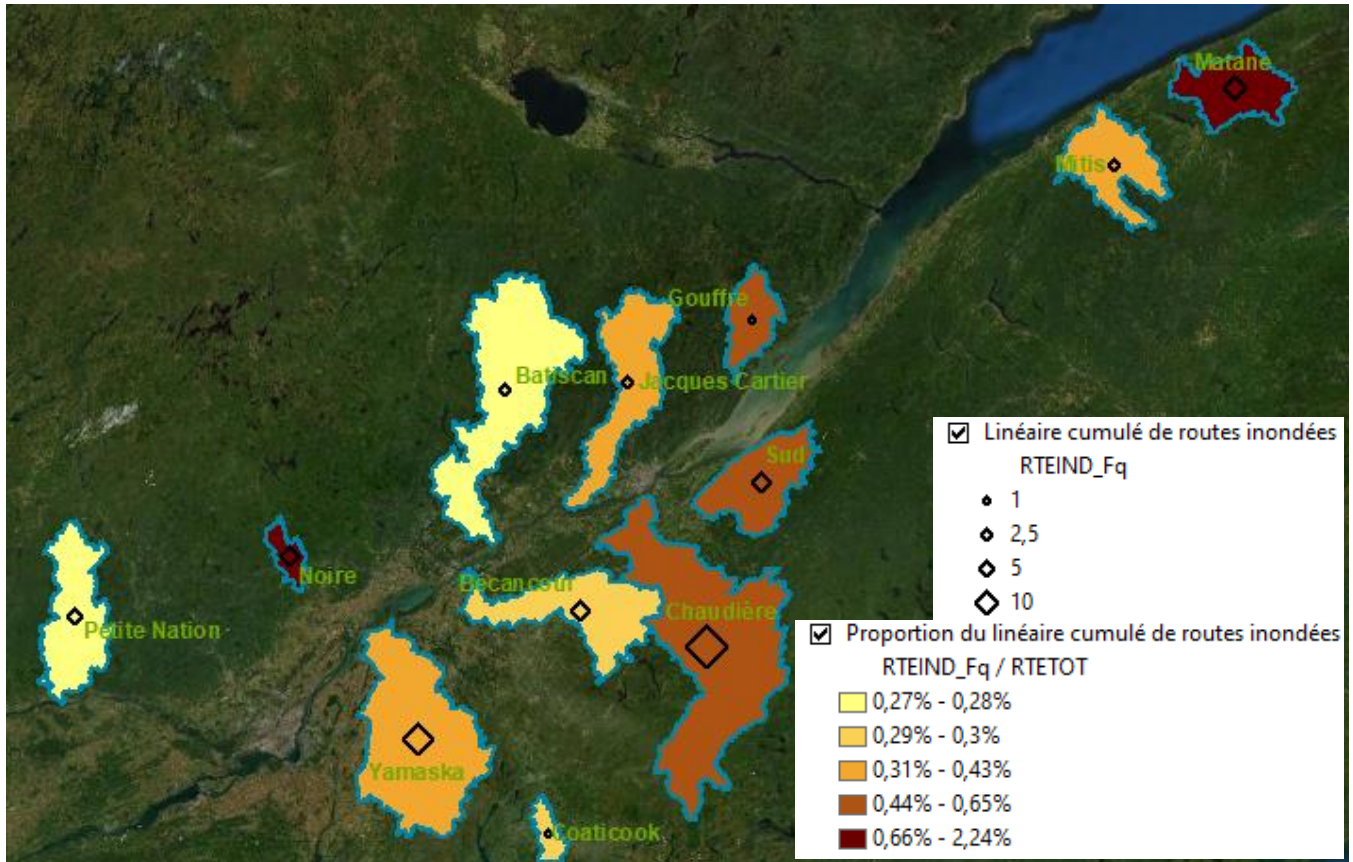 Matane
Mitis
Gouffre
Batiscan
Jacques Cartier
Sud
Noire
Bécancour
Chaudière
Petite Nation
Yamaska
Coaticook
Linéaire cumulé de routes inondées
RTEIND_Fq
1
2,5
5
10
Proportion du linéaire cumulé de routes inondées
RTEIND_Fq / RTETOT
0,27% - 0,28%
0,29% - 0,3%
0,31% - 0,43%
0,44% - 0,65%
0,66% - 2,24%